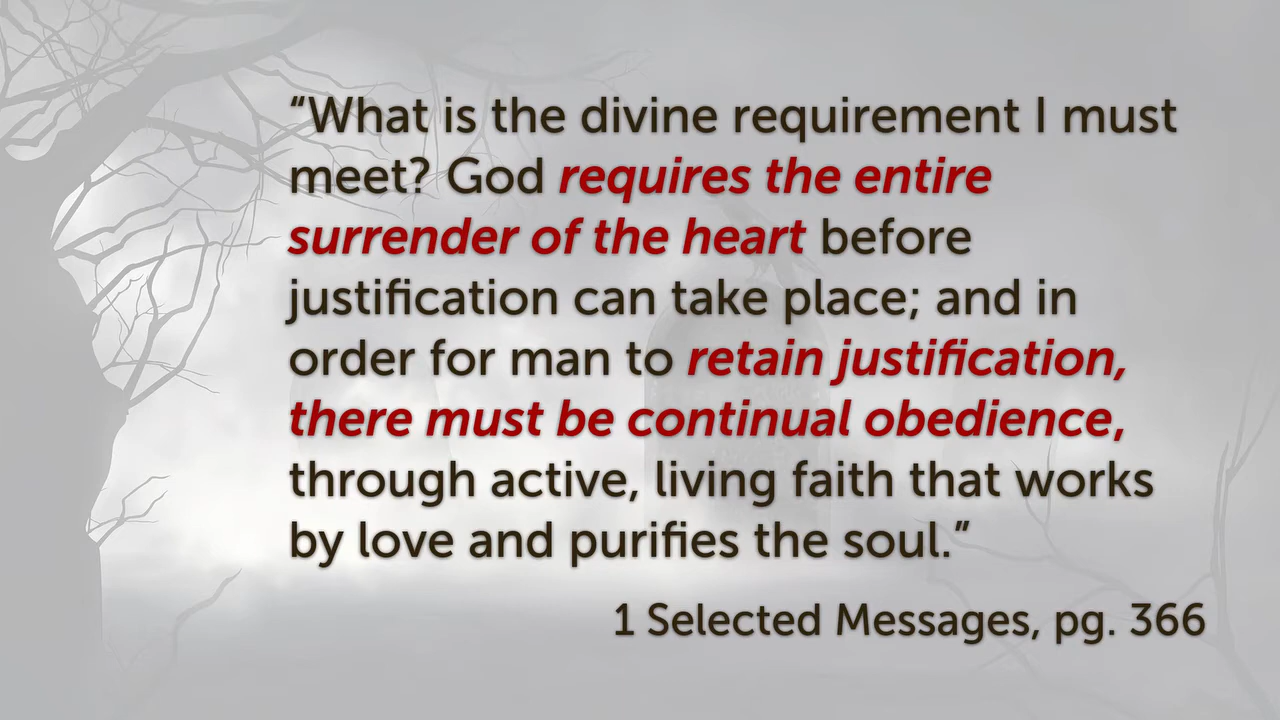 “What is the divine requirement I must
meet? God requires the entire
surrender of the heart before
justification can take place; and in
order for man to retain justification,
there must be continual obedience,
through active, living faith that works
by love and purifies the soul.”
1 Selected Messages, pg. 366